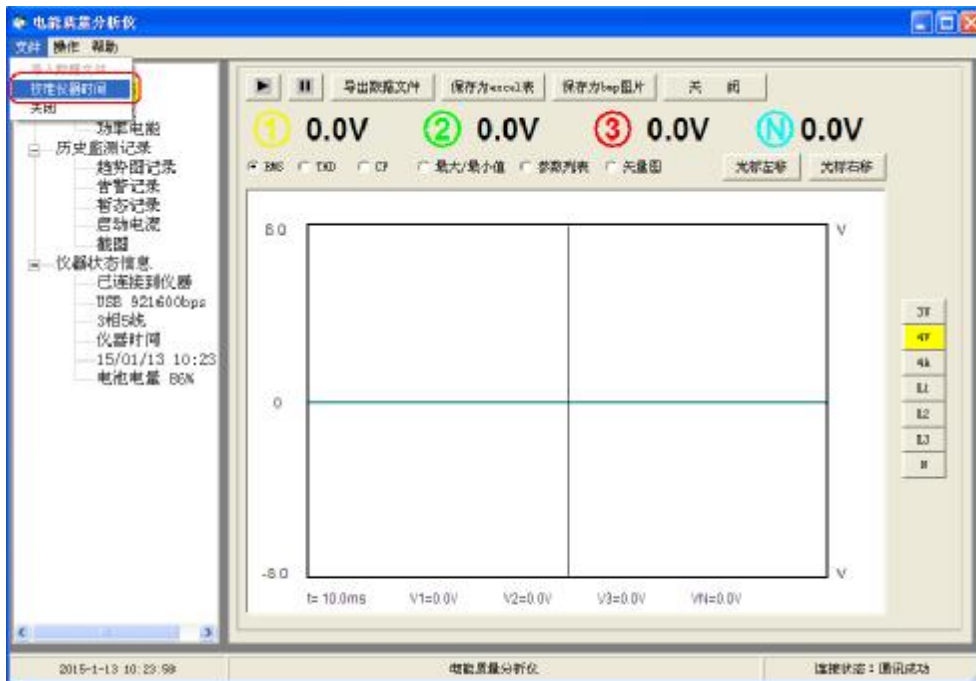 电能质量分析仪
文件 操作 帮助
导入数据文件
校准仪器时间
关闭
功率电能
历史监测记录
趋势图记录
告警记录
暂态记录
启动电流
截图
仪器状态信息
已连接到仪器
USB 921600bps
3相5线
仪器时间
15/01/13 10:23
电池电量 86%
导出数据文件 保存为excel表 保存为bmp图片 关 闭
1 0.0V 2 0.0V 3 0.0V N 0.0V
RMS THD CF 最大/最小值 参数列表 矢量图 光标左移 光标右移
8.0 V
0
-8.0 V
t= 10.0ms V1=0.0V V2=0.0V V3=0.0V VN=0.0V
3V
4V
4A
L1
L2
L3
N
2015-1-13 10:23:58 电能质量分析仪 连接状态：通讯成功